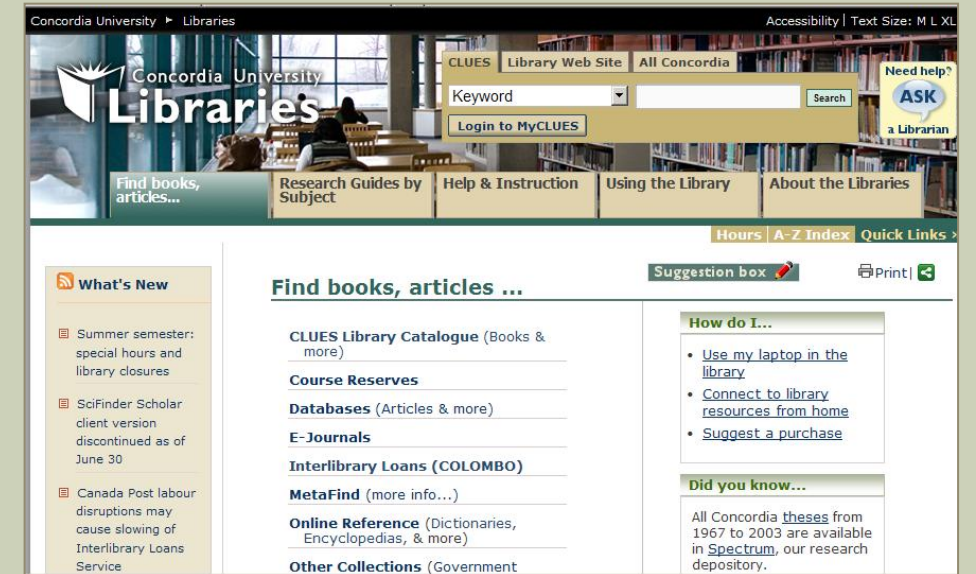 Concordia University ► Libraries
Accessibility | Text Size: M L XL
Concordia University
Libraries
CLUES Library Web Site All Concordia
Keyword
Search
Login to MyCLUES
Need help?
ASK
a Librarian
Find books,
articles...
Research Guides by
Subject
Help & Instruction
Using the Library
About the Libraries
Hours A-Z Index Quick Links ›
What's New
Summer semester:
special hours and
library closures
SciFinder Scholar
client version
discontinued as of
June 30
Canada Post labour
disruptions may
cause slowing of
Interlibrary Loans
Service
Suggestion box
Print|
Find books, articles ...
CLUES Library Catalogue (Books &
more)
Course Reserves
Databases (Articles & more)
E-Journals
Interlibrary Loans (COLOMBO)
MetaFind (more info...)
Online Reference (Dictionaries,
Encyclopedias, & more)
Other Collections (Government
How do I...
• Use my laptop in the
library
• Connect to library
resources from home
• Suggest a purchase
Did you know...
All Concordia theses from
1967 to 2003 are available
in Spectrum, our research
depository.